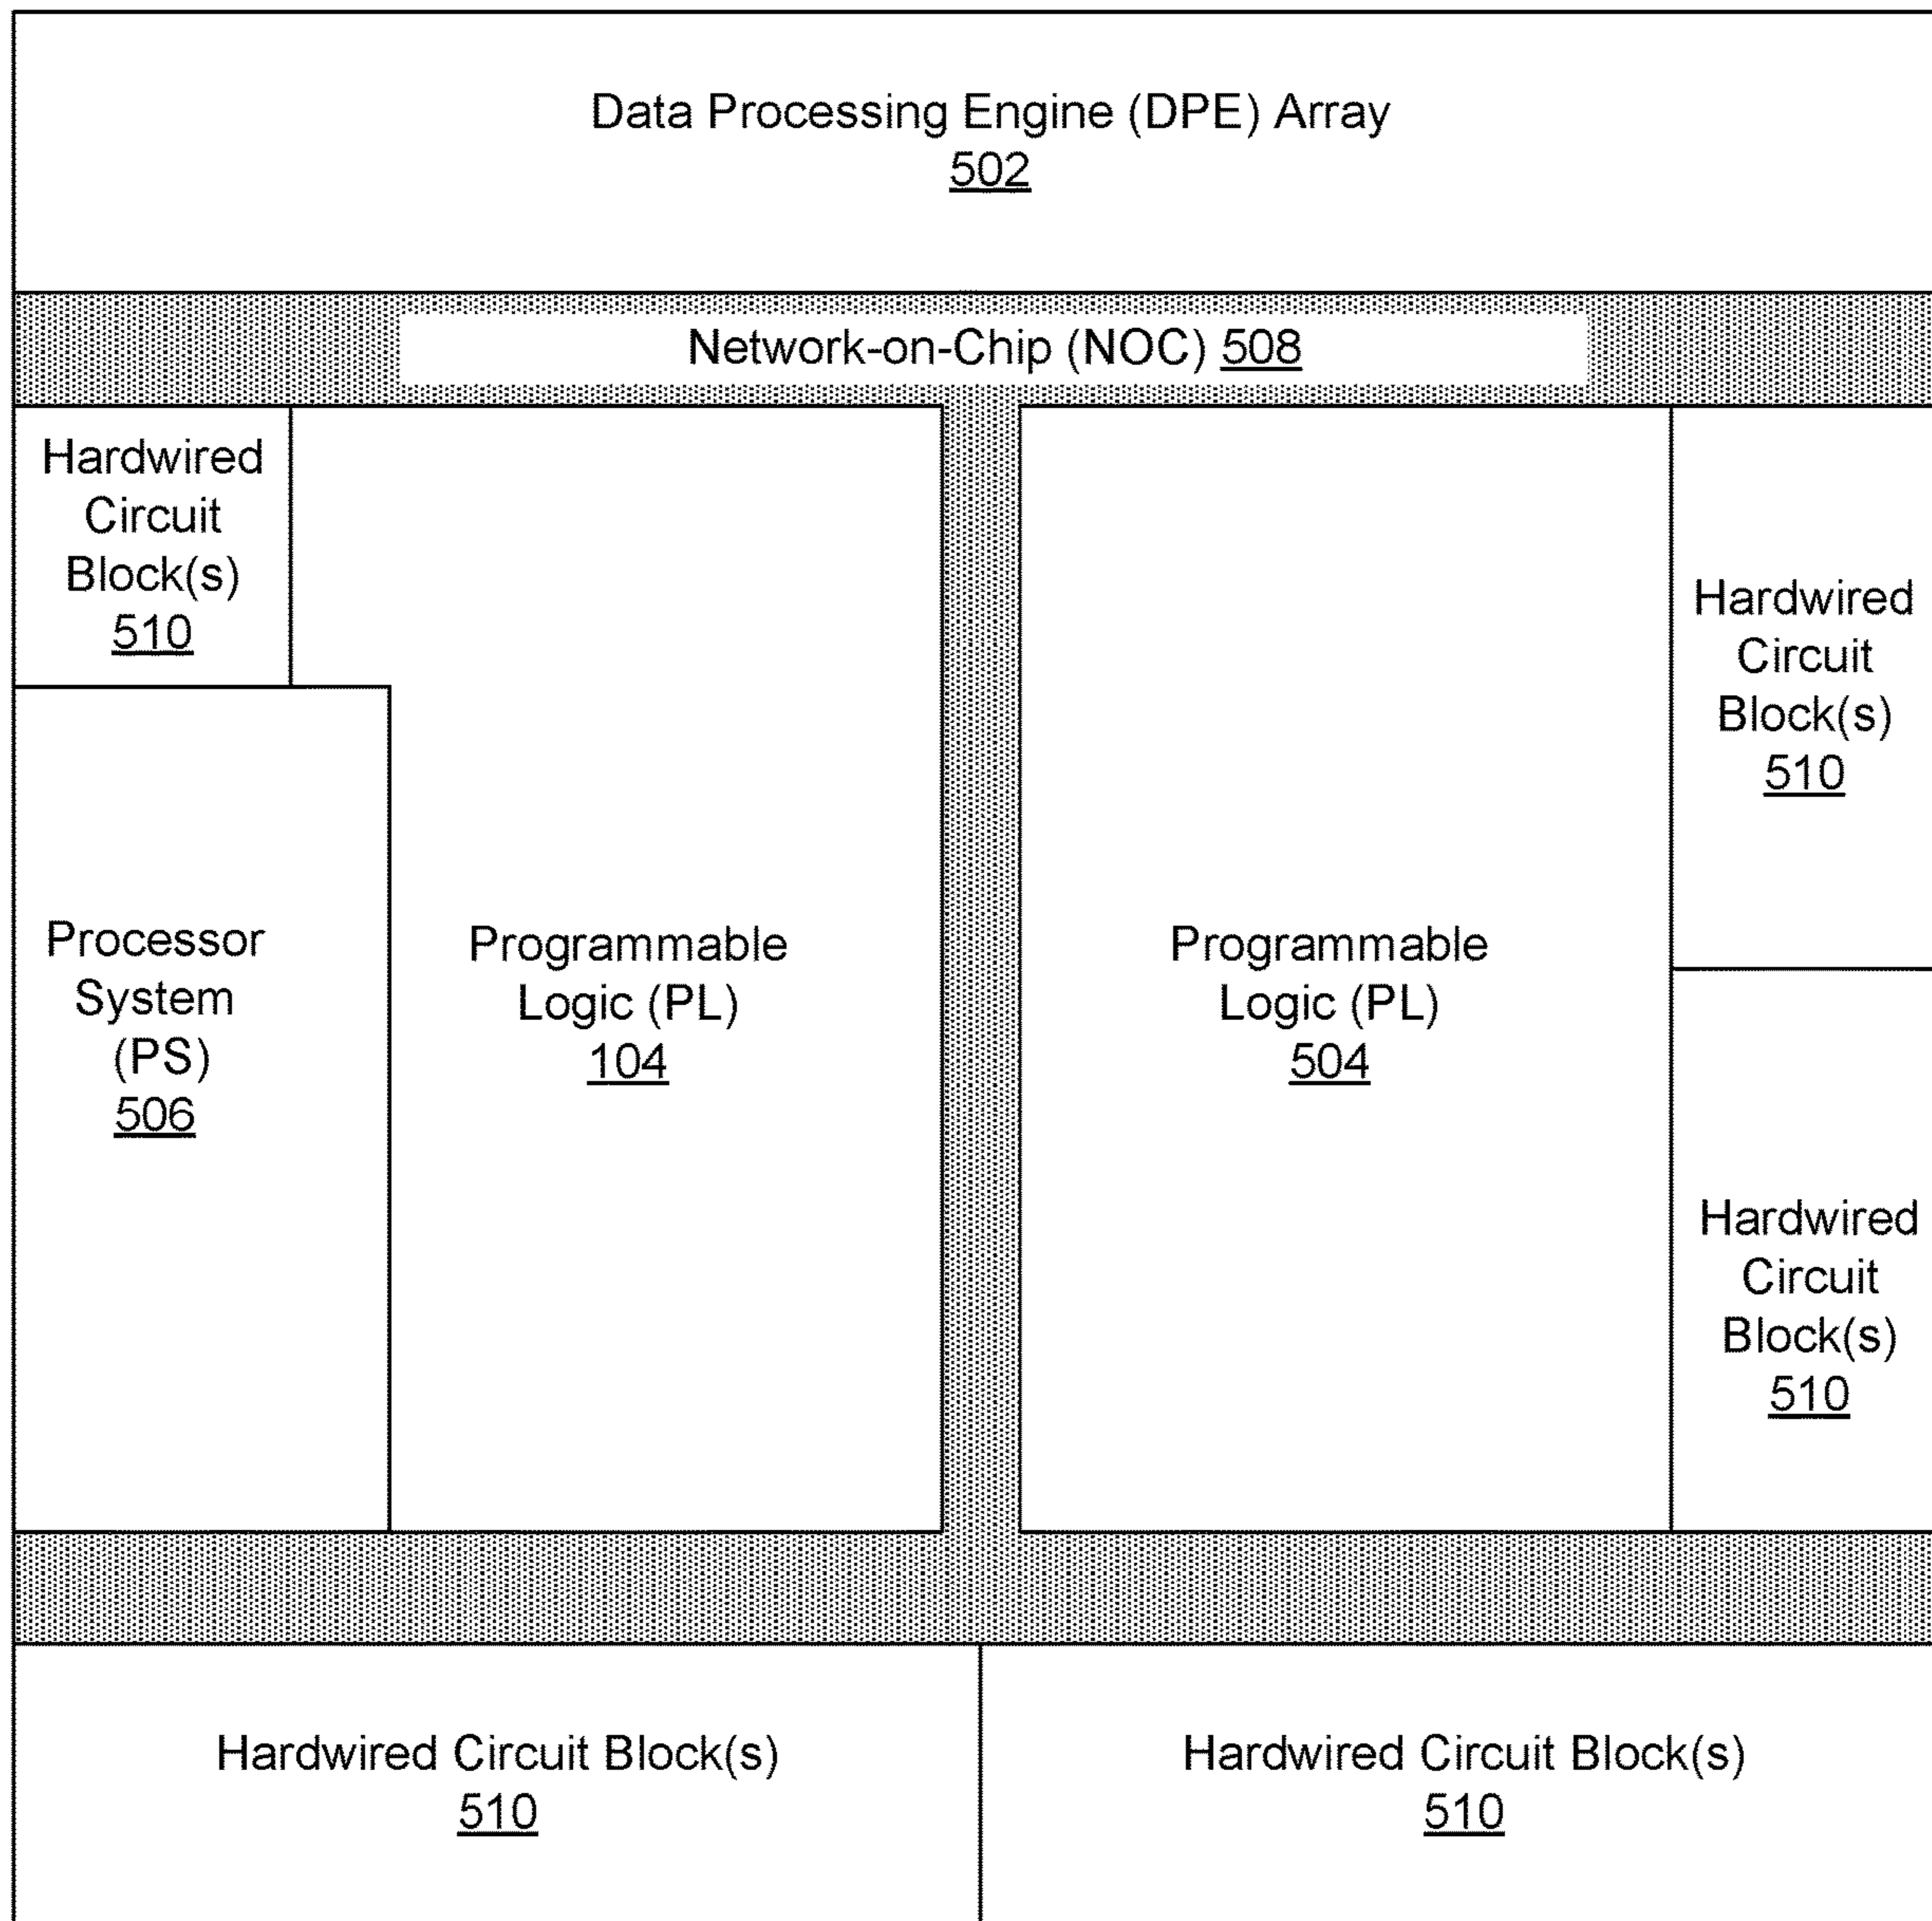 Data Processing Engine (DPE) Array
502
Network-on-Chip (NOC) 508
Hardwired
Circuit
Block(s)
510
Processor
System
(PS)
506
Programmable
Logic (PL)
104
Programmable
Logic (PL)
504
Hardwired
Circuit
Block(s)
510
Hardwired
Circuit
Block(s)
510
Hardwired Circuit Block(s)
510
Hardwired Circuit Block(s)
510